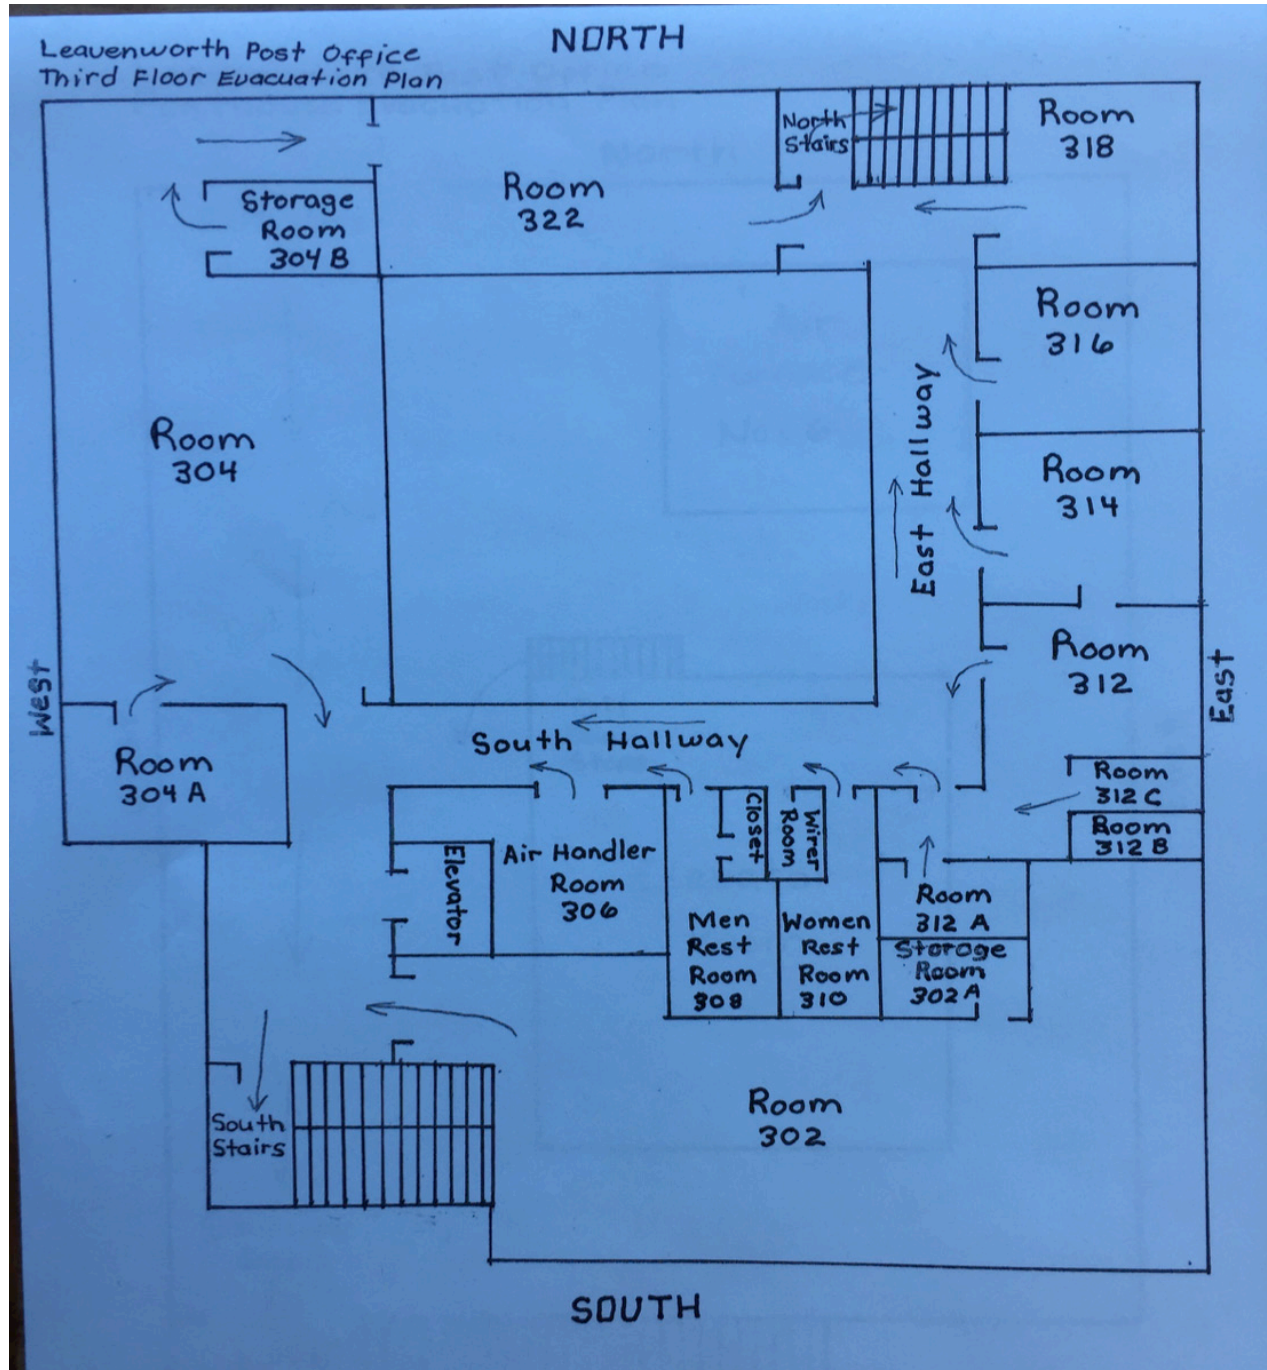 Leavenworth Post Office
Third Floor Evacuation Plan
NORTH
North
Stairs
Room
318
Storage
Room
304 B
Room
322
Room
316
Room
304
East Hallway
Room
314
West
Room
312
East
Room
304 A
South Hallway
Room
312 C
Room
312 B
Elevator
Air Handler
Room
306
Closet
Wirer
Room
Men
Rest
Room
308
Women
Rest
Room
310
Room
312 A
Storage
Room
302 A
South
Stairs
Room
302
SOUTH